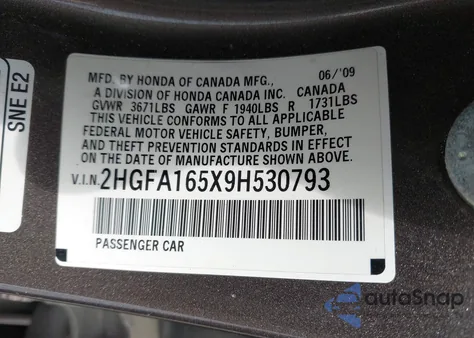 SNE E2
MFD. BY HONDA OF CANADA MFG., 06/'09
A DIVISION OF HONDA CANADA INC. CANADA
GVWR 3671LBS GAWR F 1940LBS R 1731LBS
THIS VEHICLE CONFORMS TO ALL APPLICABLE
FEDERAL MOTOR VEHICLE SAFETY, BUMPER,
AND THEFT PREVENTION STANDARDS IN EFFECT
ON THE DATE OF MANUFACTURE SHOWN ABOVE.
V.I.N. 2HGFA165X9H530793
PASSENGER CAR
autoSnap